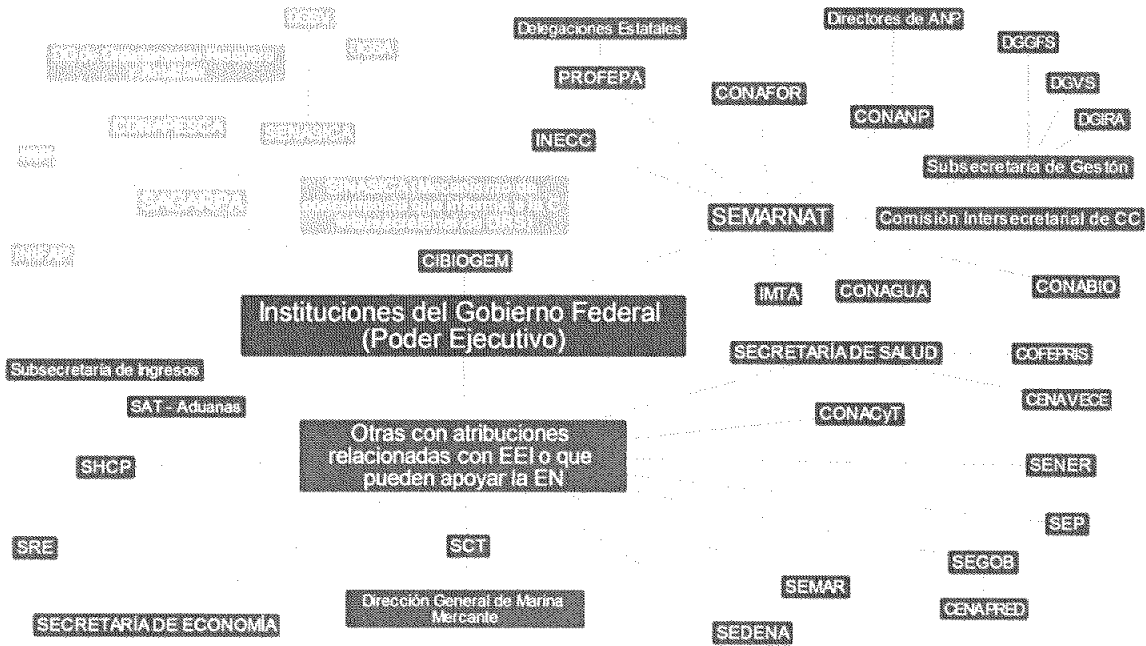 DGSV
Delegaciones Estatales
Directores de ANP
DGGFS
PROFEPA
CONAFOR
DGVS
CONAPESCA
SENASICA
INECC
CONANP
DGIRA
Subsecretaría de Gestión
SAGARPA
SEMARNAT
Comisión Intersecretarial de CC
CIBIOGEM
IMTA
CONAGUA
CONABIO
Instituciones del Gobierno Federal
(Poder Ejecutivo)
SECRETARÍA DE SALUD
COFEPRIS
Subsecretaria de Ingresos
CENAVECE
SAT - Aduanas
CONACyT
Otras con atribuciones
relacionadas con EEI o que
pueden apoyar la EN
SHCP
SENER
SEP
SRE
SCT
SEGOB
SEMAR
Dirección General de Marina
Mercante
CENAPRED
SECRETARÍA DE ECONOMÍA
SEDENA